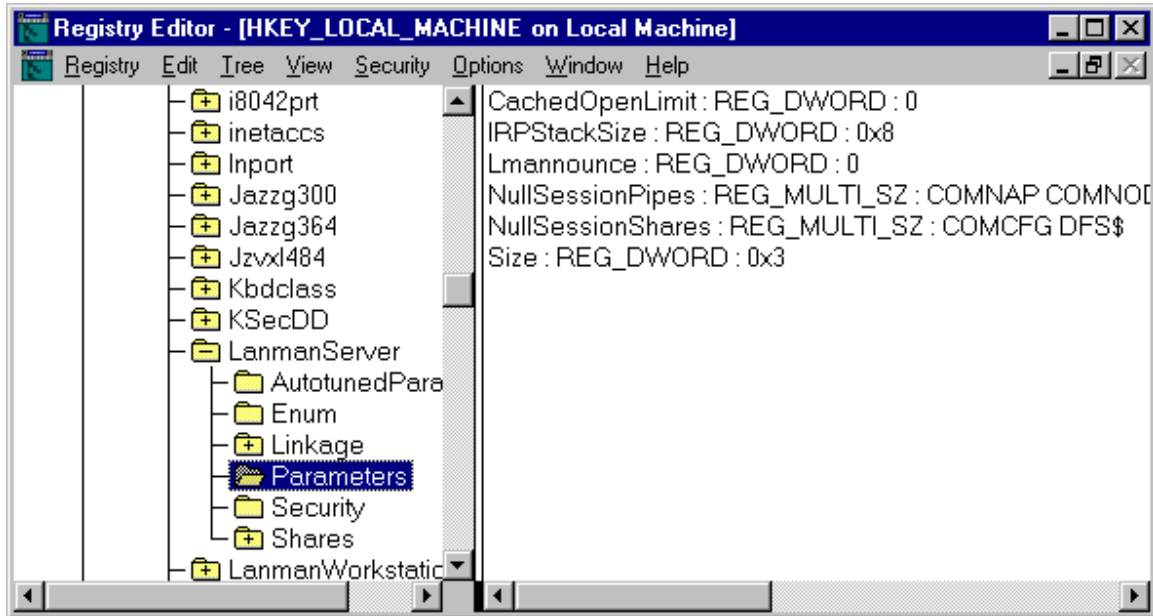 Registry Editor - [HKEY_LOCAL_MACHINE on Local Machine]
Registry Edit Tree View Security Options Window Help
i8042prt
inetaccs
Inport
Jazzg300
Jazzg364
Jzvxl484
Kbdclass
KSecDD
LanmanServer
AutotunedPara
Enum
Linkage
Parameters
Security
Shares
LanmanWorkstatic
CachedOpenLimit : REG_DWORD : 0
IRPStackSize : REG_DWORD : 0x8
Lmannounce : REG_DWORD : 0
NullSessionPipes : REG_MULTI_SZ : COMNAP COMNOD
NullSessionShares : REG_MULTI_SZ : COMCFG DFS$
Size : REG_DWORD : 0x3